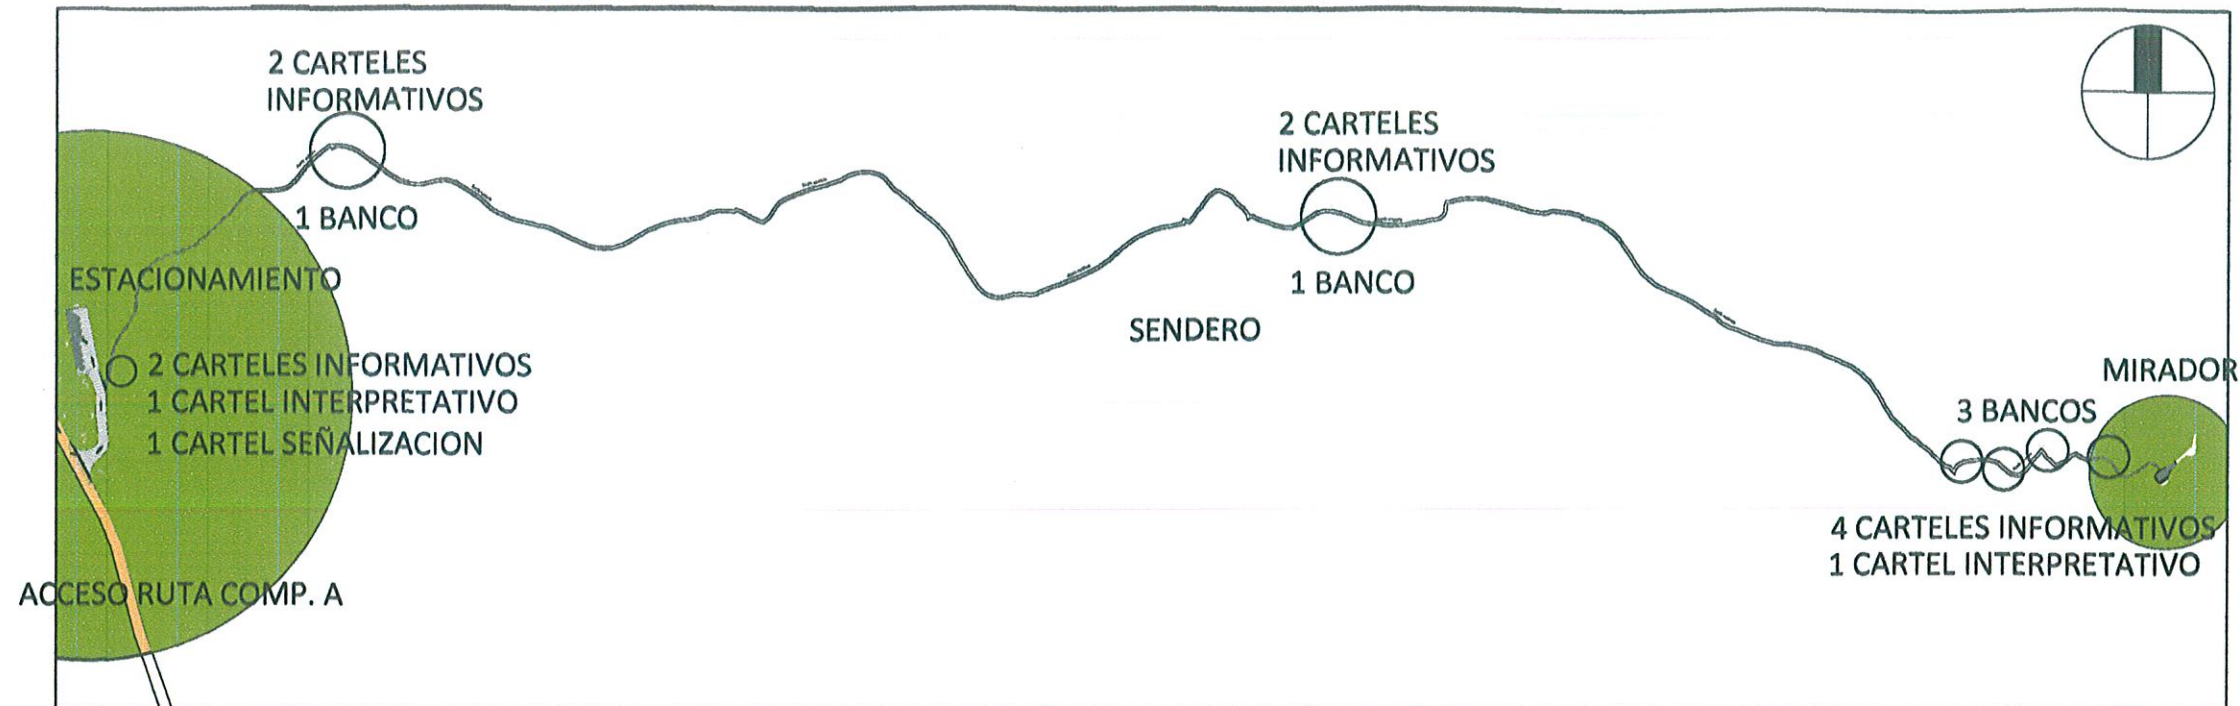 2 CARTELES
INFORMATIVOS
1 BANCO
2 CARTELES
INFORMATIVOS
1 BANCO
ESTACIONAMIENTO
2 CARTELES INFORMATIVOS
1 CARTEL INTERPRETATIVO
1 CARTEL SEÑALIZACION
SENDERO
MIRADOR
3 BANCOS
4 CARTELES INFORMATIVOS
1 CARTEL INTERPRETATIVO
ACCESO RUTA COMP. A